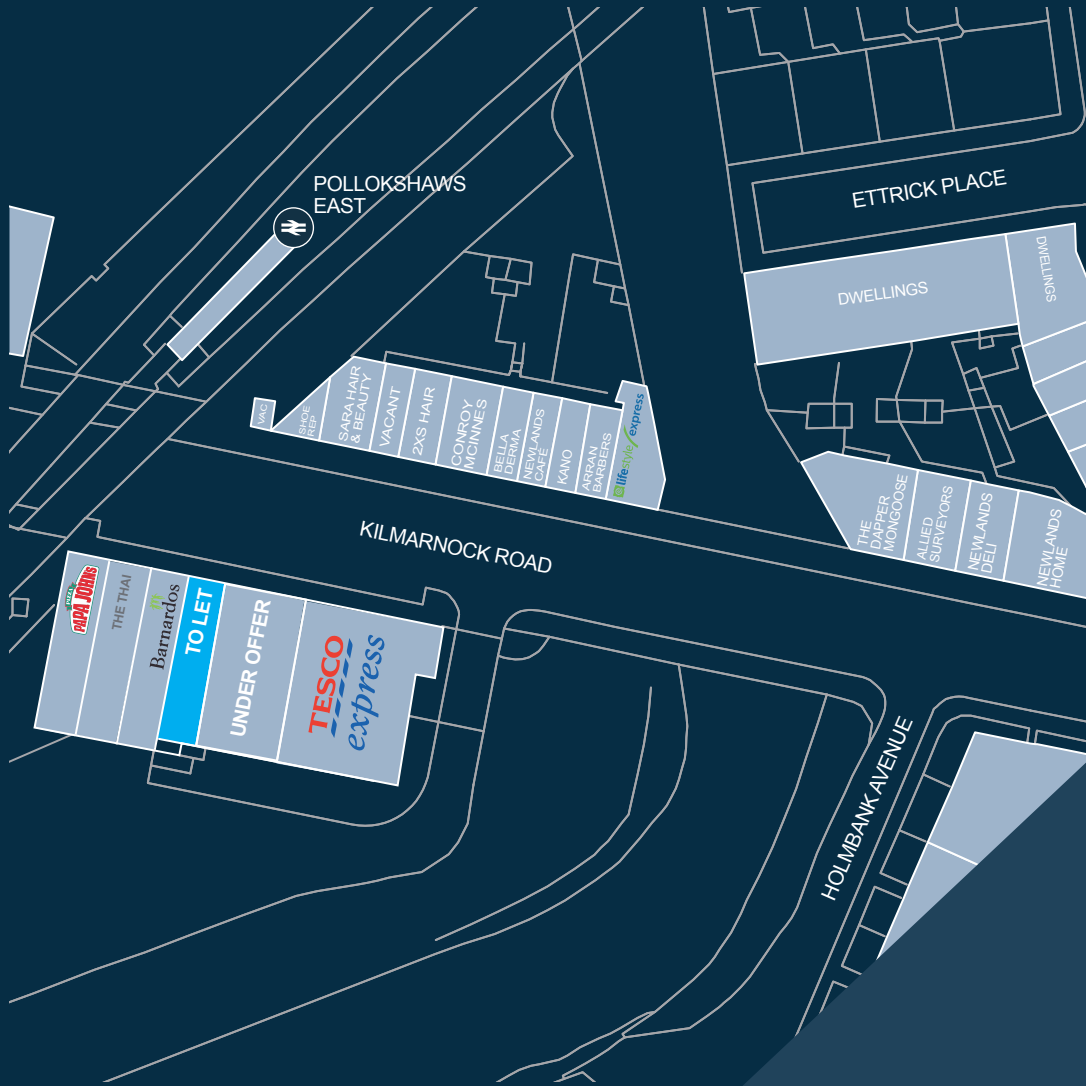 POLLOKSHAWS
EAST
ETTRICK PLACE
DWELLINGS
DWELLINGS
VAC
SHOE
REP
SARA HAIR
& BEAUTY
VACANT
2XS HAIR
CONROY
MCINNES
BELLA
DERMA
NEWLANDS
CAFE
KANO
ARRAN
BARBERS
lifestyle express
THE
DAPPER
MONGOOSE
ALLIED
SURVEYORS
NEWLANDS
DELI
NEWLANDS
HOME
KILMARNOCK ROAD
PAPA JOHNS
THE THAI
Barnardos
TO LET
UNDER OFFER
TESCO
express
HOLMBANK AVENUE